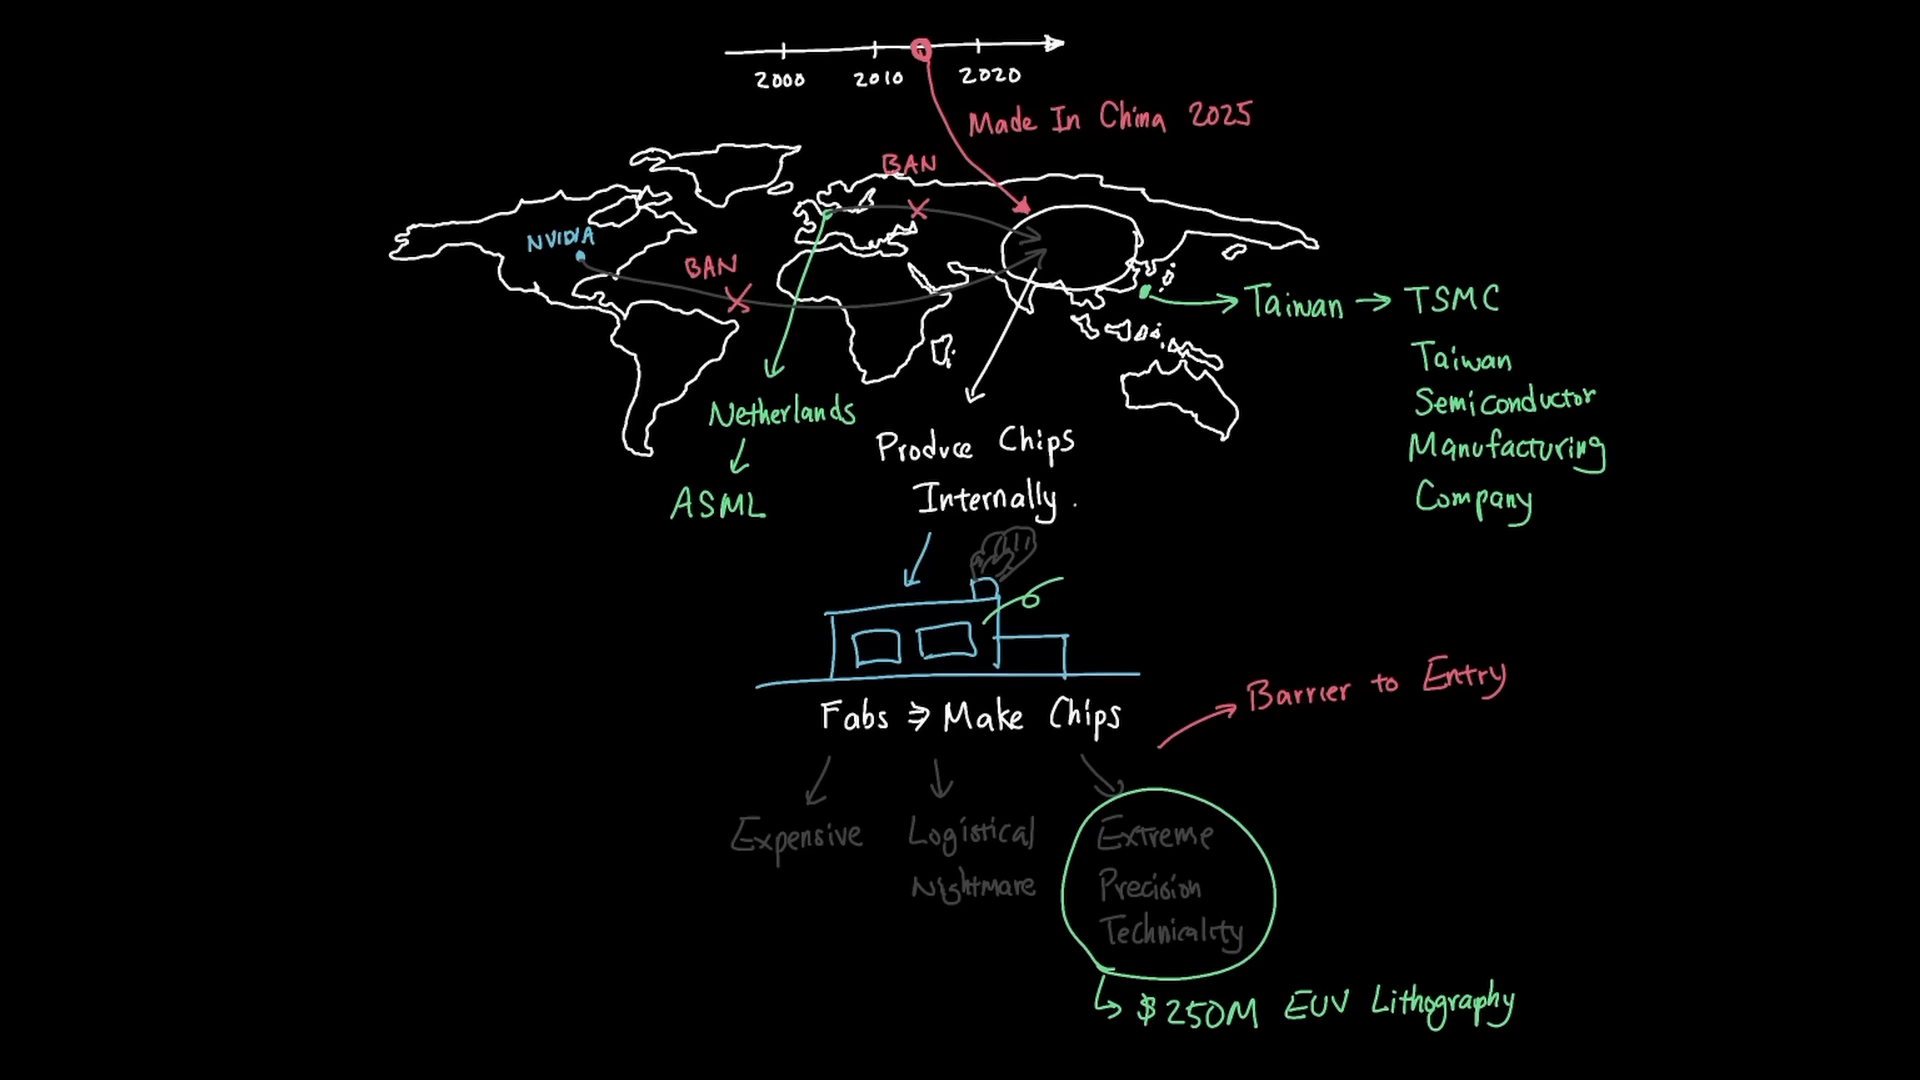 2000 2010 2020
Made In China 2025
BAN
NVIDIA
BAN
Taiwan → TSMC
Taiwan
Semiconductor
Manufacturing
Company
Netherlands
ASML
Produce Chips
Internally.
Fabs ⇒ Make Chips
Barrier to Entry
Expensive
Logistical
Nightmare
Extreme
Precision
Technicality
$250M EUV Lithography